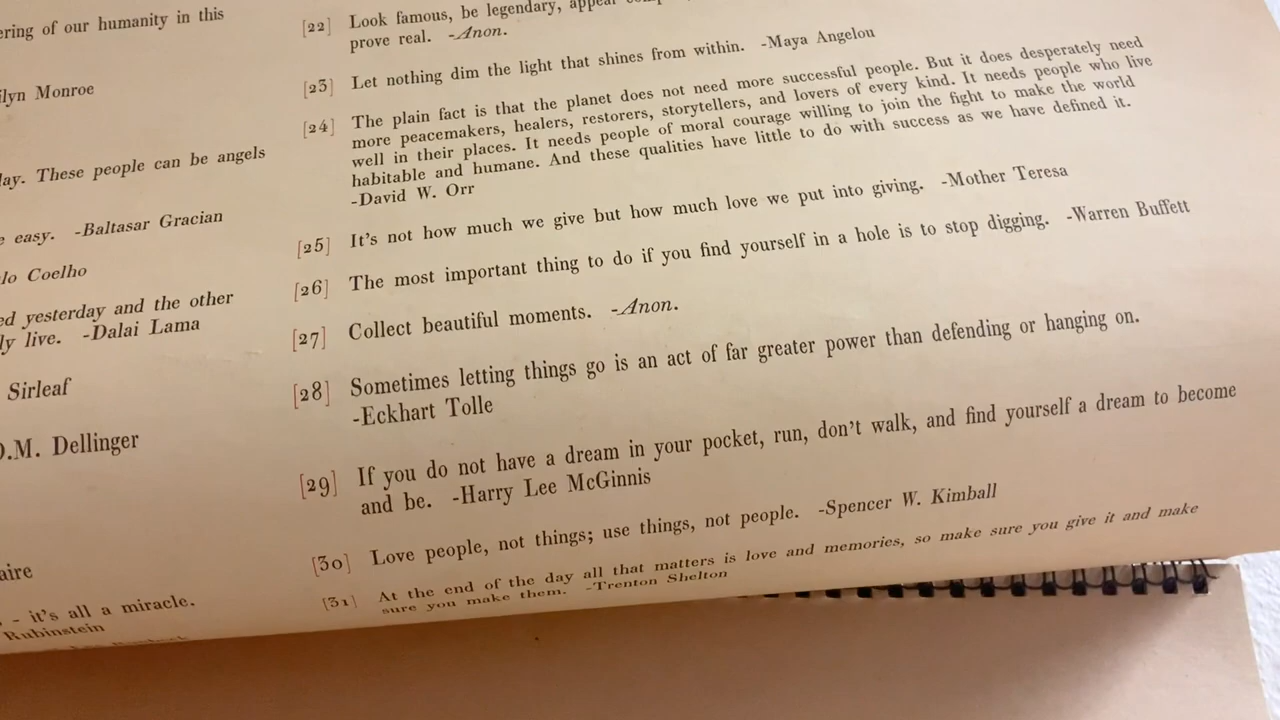 ering of our humanity in this
ilyn Monroe
lay. These people can be angels
e easy. -Baltasar Gracian
lo Coelho
ed yesterday and the other
ly live. -Dalai Lama
Sirleaf
O.M. Dellinger
aire
- it's all a miracle.
Rubinstein
[22] Look famous, be legendary, appear
prove real. -Anon.
[23] Let nothing dim the light that shines from within. -Maya Angelou
[24] The plain fact is that the planet does not need more successful people. But it does desperately need
more peacemakers, healers, restorers, storytellers, and lovers of every kind. It needs people who live
well in their places. It needs people of moral courage willing to join the fight to make the world
habitable and humane. And these qualities have little to do with success as we have defined it.
-David W. Orr
[25] It's not how much we give but how much love we put into giving. -Mother Teresa
[26] The most important thing to do if you find yourself in a hole is to stop digging. -Warren Buffett
[27] Collect beautiful moments. -Anon.
[28] Sometimes letting things go is an act of far greater power than defending or hanging on.
-Eckhart Tolle
[29] If you do not have a dream in your pocket, run, don't walk, and find yourself a dream to become
and be. -Harry Lee McGinnis
[30] Love people, not things; use things, not people. -Spencer W. Kimball
[31] At the end of the day all that matters is love and memories, so make sure you give it and make
sure you make them. -Trenton Shelton